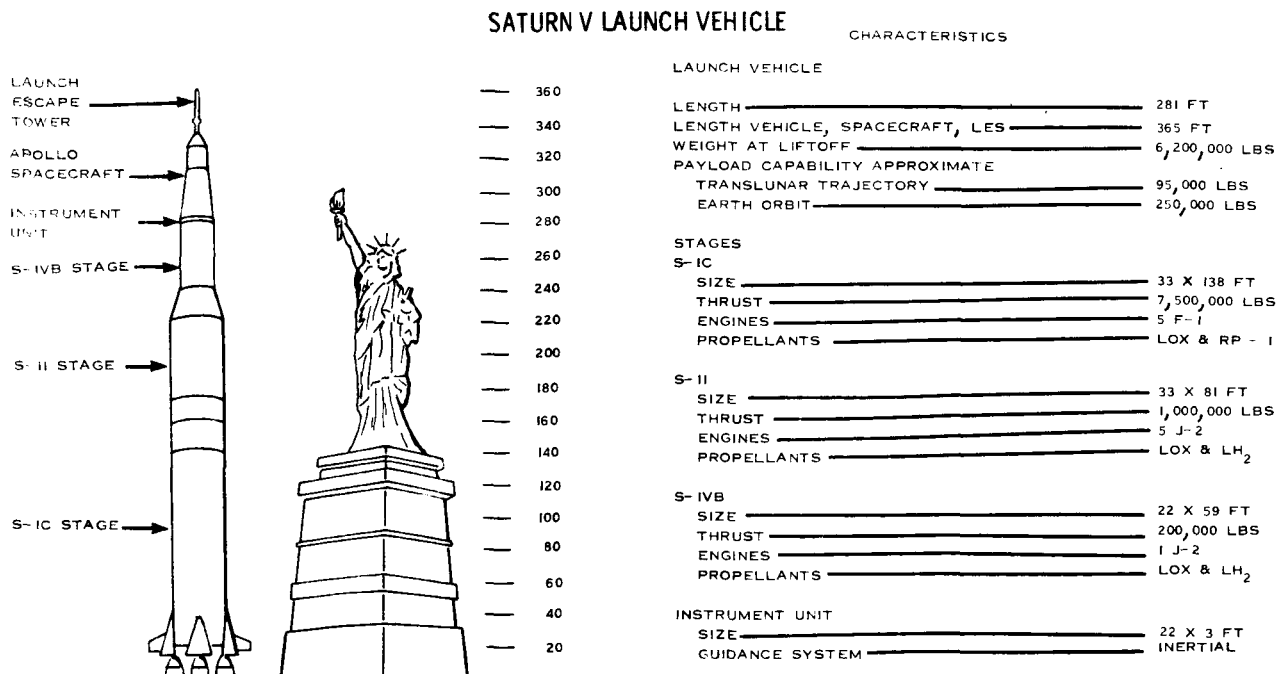 SATURN V LAUNCH VEHICLE
CHARACTERISTICS
LAUNCH
ESCAPE
TOWER
APOLLO
SPACECRAFT
INSTRUMENT
UNIT
S-IVB STAGE
S-II STAGE
S-IC STAGE
360
340
320
300
280
260
240
220
200
180
160
140
120
100
80
60
40
20
LAUNCH VEHICLE
LENGTH 281 FT
LENGTH VEHICLE, SPACECRAFT, LES 365 FT
WEIGHT AT LIFTOFF 6,200,000 LBS
PAYLOAD CAPABILITY APPROXIMATE
TRANSLUNAR TRAJECTORY 95,000 LBS
EARTH ORBIT 250,000 LBS
STAGES
S-IC
SIZE 33 X 138 FT
THRUST 7,500,000 LBS
ENGINES 5 F-1
PROPELLANTS LOX & RP - 1
S-II
SIZE 33 X 81 FT
THRUST 1,000,000 LBS
ENGINES 5 J-2
PROPELLANTS LOX & LH₂
S-IVB
SIZE 22 X 59 FT
THRUST 200,000 LBS
ENGINES 1 J-2
PROPELLANTS LOX & LH₂
INSTRUMENT UNIT
SIZE 22 X 3 FT
GUIDANCE SYSTEM INERTIAL